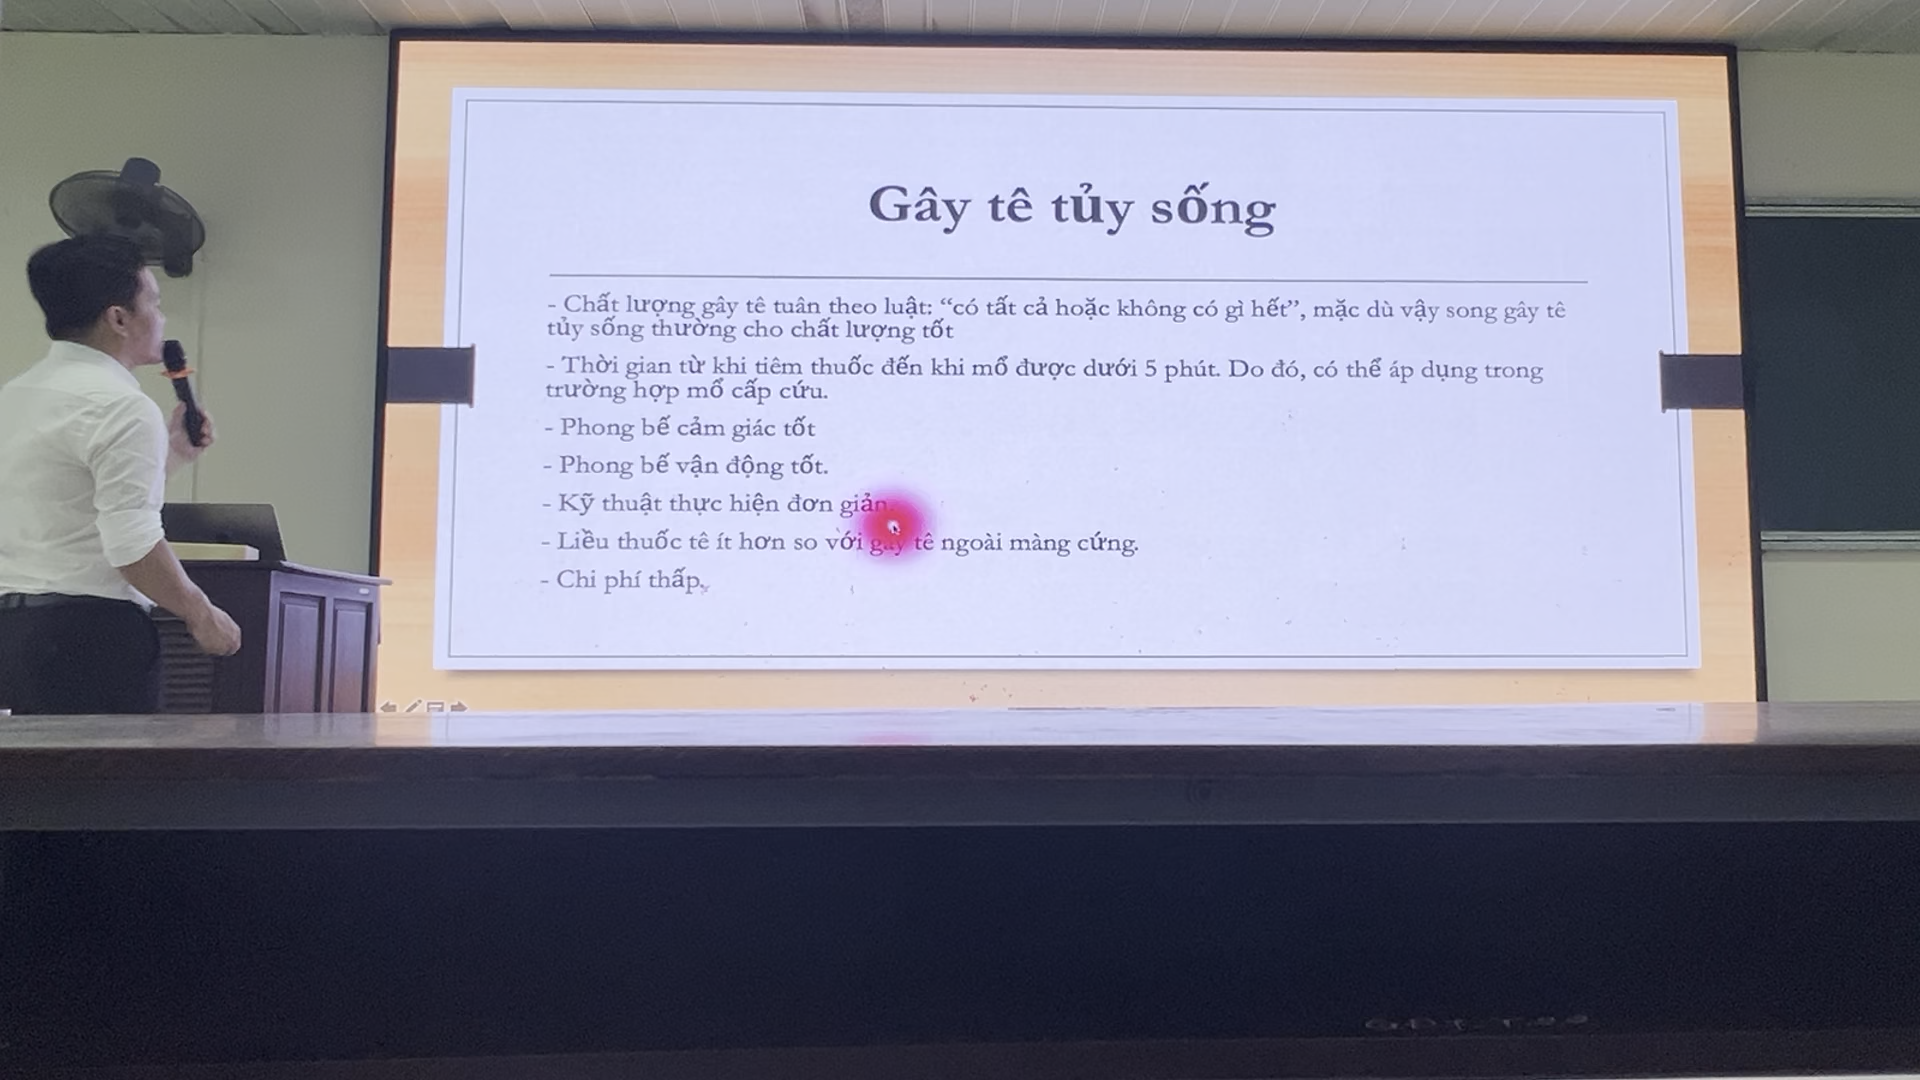 Gây tê tủy sống
- Chất lượng gây tê tuân theo luật: “có tất cả hoặc không có gì hết”, mặc dù vậy song gây tê
tủy sống thường cho chất lượng tốt
- Thời gian từ khi tiêm thuốc đến khi mổ được dưới 5 phút. Do đó, có thể áp dụng trong
trường hợp mổ cấp cứu.
- Phong bế cảm giác tốt
- Phong bế vận động tốt.
- Kỹ thuật thực hiện đơn giản.
- Liều thuốc tê ít hơn so với gây tê ngoài màng cứng.
- Chi phí thấp.